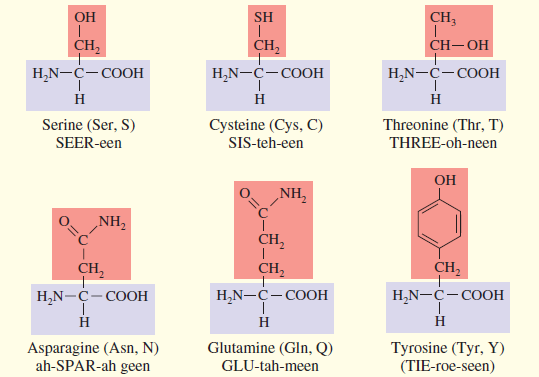 OH
CH₂
H₂N—C—COOH
H
Serine (Ser, S)
SEER-een
SH
CH₂
H₂N—C—COOH
H
Cysteine (Cys, C)
SIS-teh-een
CH₃
CH—OH
H₂N—C—COOH
H
Threonine (Thr, T)
THREE-oh-neen
O NH₂
C
CH₂
H₂N—C—COOH
H
Asparagine (Asn, N)
ah-SPAR-ah geen
O NH₂
C
CH₂
CH₂
H₂N—C—COOH
H
Glutamine (Gln, Q)
GLU-tah-meen
OH
CH₂
H₂N—C—COOH
H
Tyrosine (Tyr, Y)
(TIE-roe-seen)